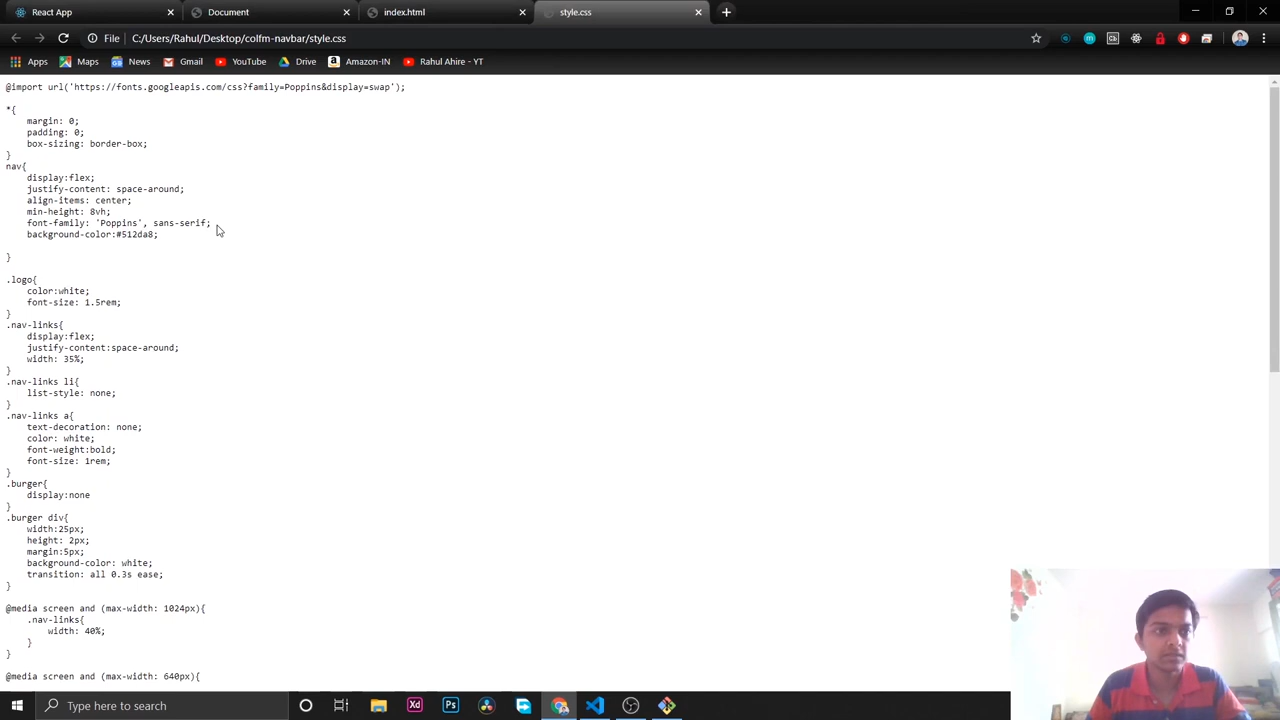 React App
Document
index.html
style.css
File
C:/Users/Rahul/Desktop/colfm-navbar/style.css
Apps
Maps
News
Gmail
YouTube
Drive
Amazon-IN
Rahul Ahire - YT
@import url('https://fonts.googleapis.com/css?family=Poppins&display=swap');
*{
margin: 0;
padding: 0;
box-sizing: border-box;
}
nav{
display:flex;
justify-content: space-around;
align-items: center;
min-height: 8vh;
font-family: 'Poppins', sans-serif;
background-color:#512da8;
}
.logo{
color:white;
font-size: 1.5rem;
}
.nav-links{
display:flex;
justify-content:space-around;
width: 35%;
}
.nav-links li{
list-style: none;
}
.nav-links a{
text-decoration: none;
color: white;
font-weight:bold;
font-size: 1rem;
}
.burger{
display:none
}
.burger div{
width:25px;
height: 2px;
margin:5px;
background-color: white;
transition: all 0.3s ease;
}
@media screen and (max-width: 1024px){
.nav-links{
width: 40%;
}
}
@media screen and (max-width: 640px){
Type here to search